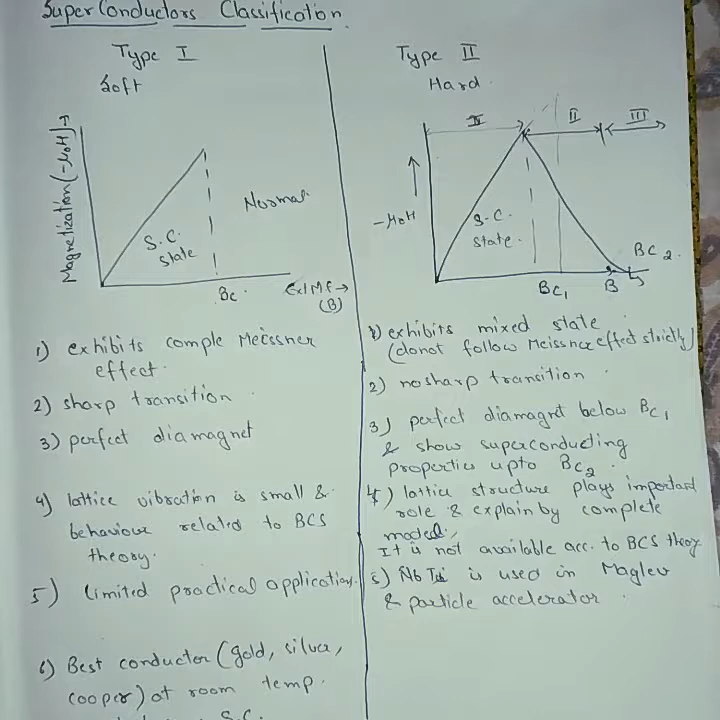 SuperConductors Classification.
Type I
Soft
Magnetization (-μ₀H) →
S.C.
state
Normal
Bc
Ext MF →
(B)
1) exhibits comple Meissner
effect.
2) sharp transition
3) perfect diamagnet
4) lattice vibration is small &
behaviour related to BCS
theory.
5) limited practical application.
6) Best conductor (gold, silver,
cooper) at room temp.
S.C.
Type II
Hard
I
II
III
-μ₀H
S.C.
state
BC₁
B
BC₂
1) exhibits mixed state
(donot follow Meissner effect strictly)
2) no sharp transition
3) perfect diamagnet below Bc₁
& show superconducting
properties upto Bc₂.
4) lattice structure plays important
role & explain by complete
model,
It is not available acc. to BCS theory
5) Nb is used in Maglev
& particle accelerator.